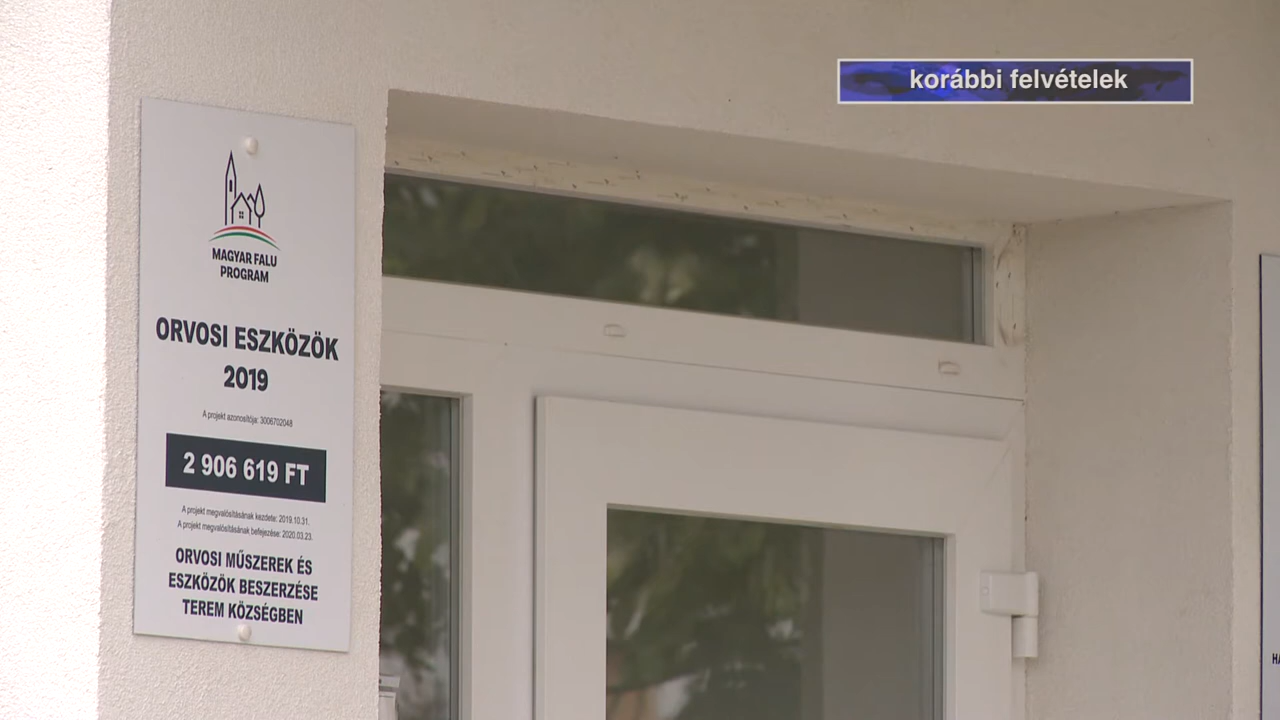 korábbi felvételek
MAGYAR FALU
PROGRAM
ORVOSI ESZKÖZÖK
2019
A projekt azonosítója: 3006702048
2 906 619 FT
A projekt megvalósításának kezdete: 2019.10.31.
A projekt megvalósításának befejezése: 2020.03.23.
ORVOSI MŰSZEREK ÉS
ESZKÖZÖK BESZERZÉSE
TEREM KÖZSÉGBEN